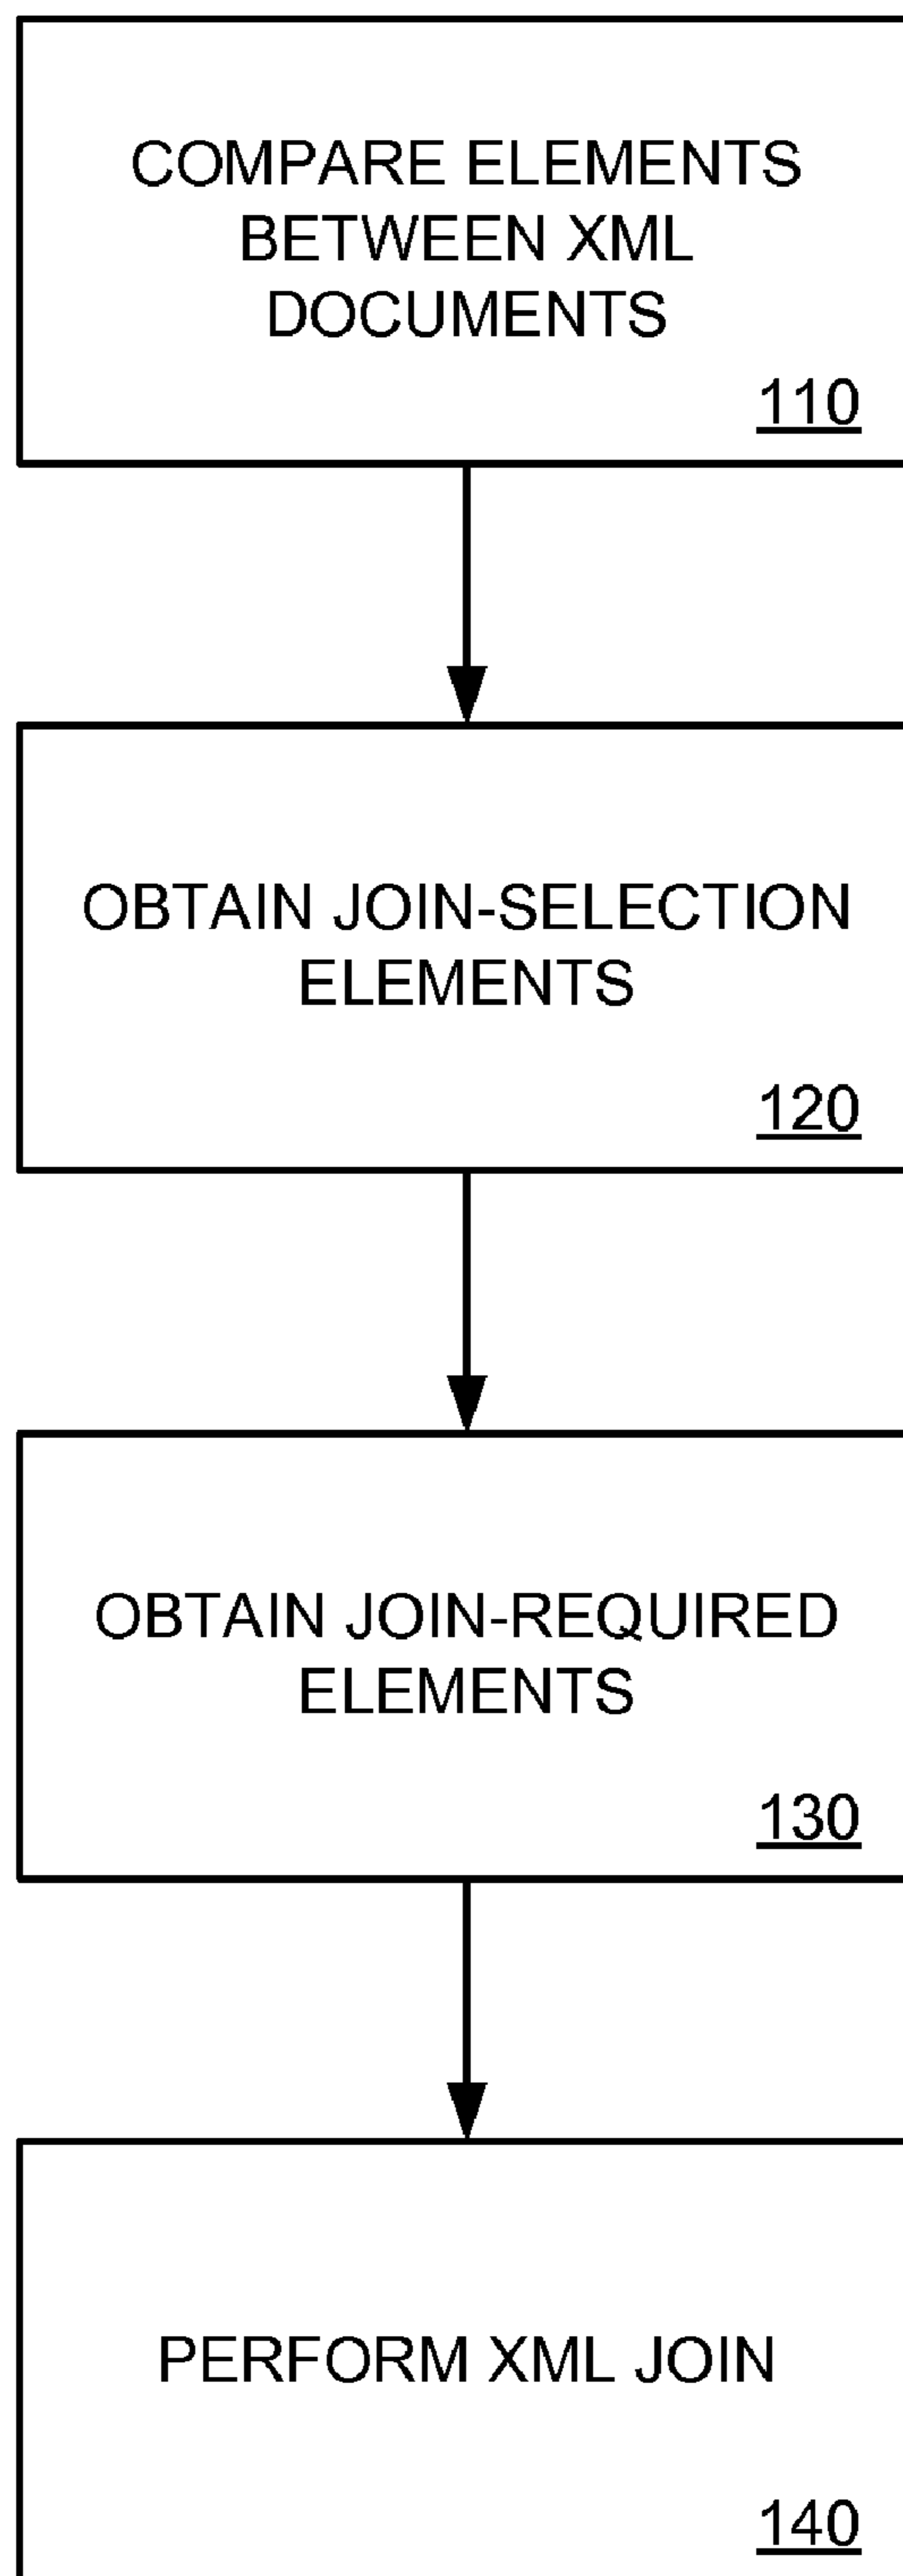 COMPARE ELEMENTS
BETWEEN XML
DOCUMENTS
110
OBTAIN JOIN-SELECTION
ELEMENTS
120
OBTAIN JOIN-REQUIRED
ELEMENTS
130
PERFORM XML JOIN
140